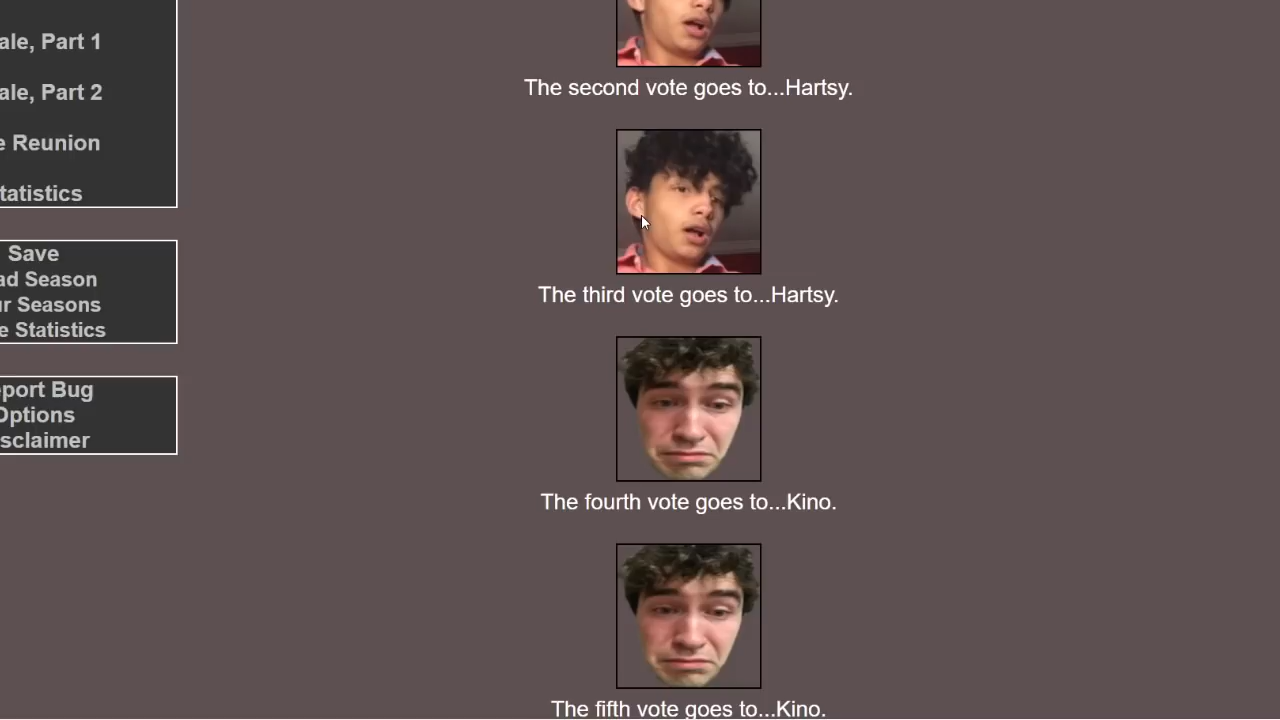 ale, Part 1
ale, Part 2
e Reunion
tatistics
Save
ad Season
ur Seasons
e Statistics
eport Bug
Options
isclaimer
The second vote goes to...Hartsy.
The third vote goes to...Hartsy.
The fourth vote goes to...Kino.
The fifth vote goes to...Kino.